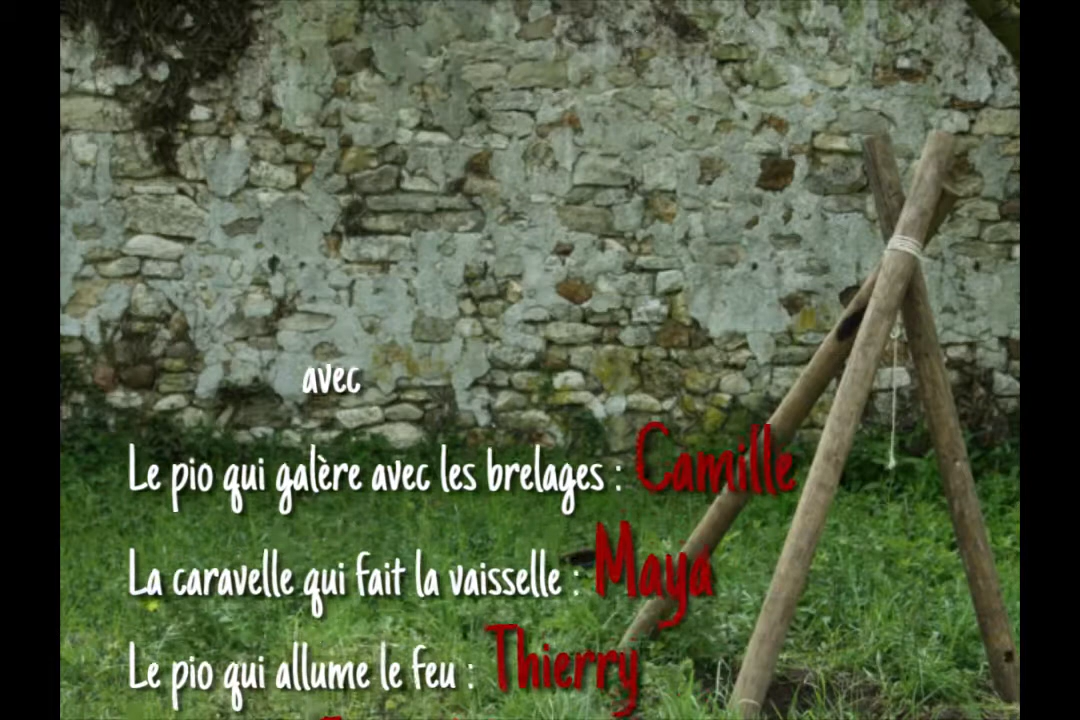 avec
Le pio qui galère avec les brelages : Camille
La caravelle qui fait la vaisselle : Maya
Le pio qui allume le feu : Thierry